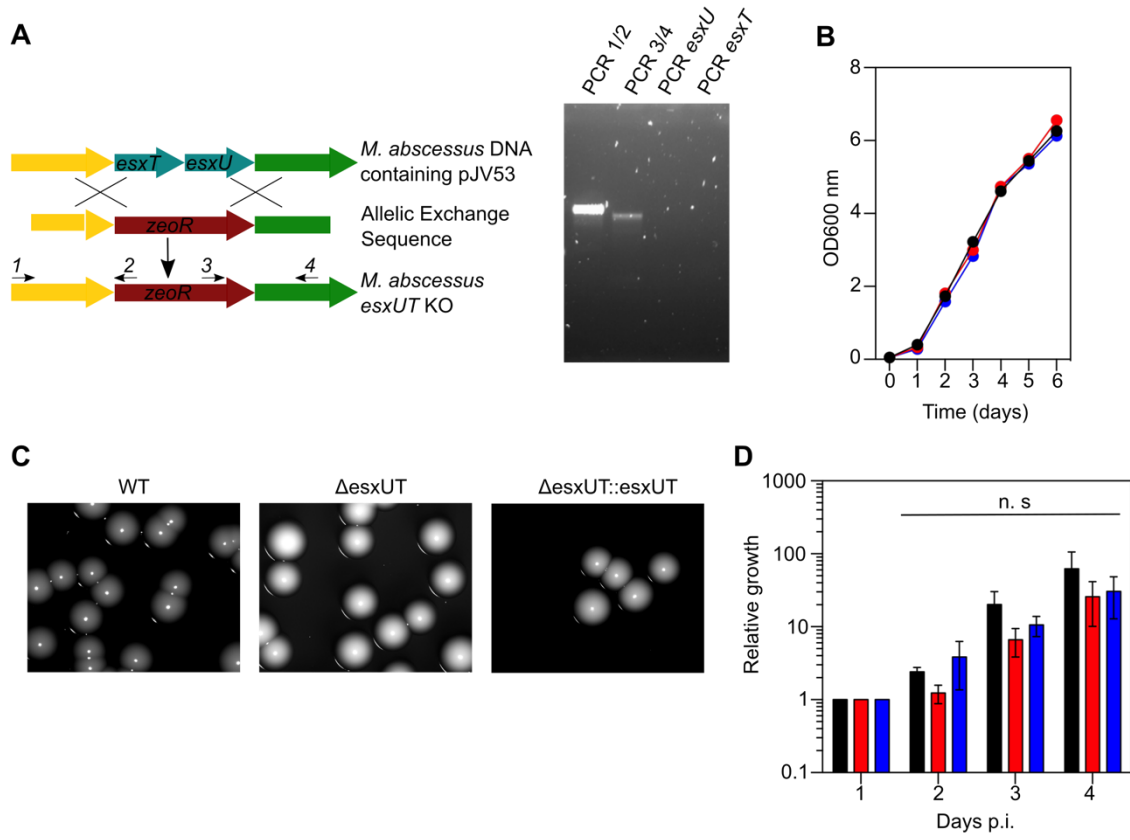 A
PCR 1/2
PCR 3/4
PCR esxU
PCR esxT
esxT
esxU
M. abscessus DNA
containing pJV53
zeoR
Allelic Exchange
Sequence
1
2
3
4
zeoR
M. abscessus
esxUT KO
B
8
6
4
2
0
OD600 nm
0 1 2 3 4 5 6
Time (days)
C
WT
ΔesxUT
ΔesxUT::esxUT
D
1000
100
10
1
0.1
Relative growth
n. s
1 2 3 4
Days p.i.